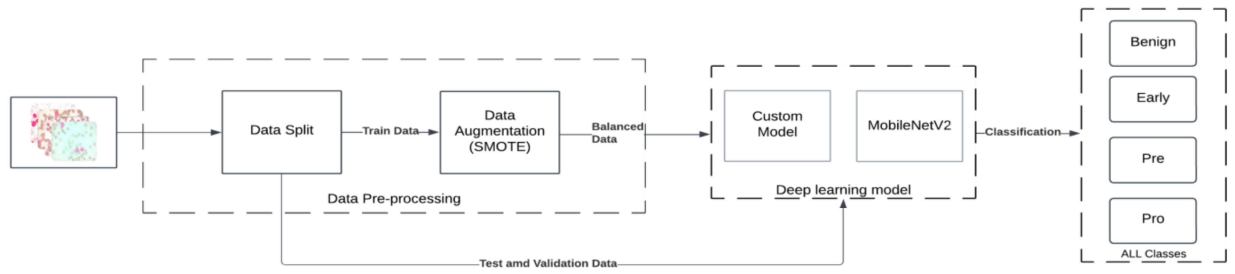 Data Split
Train Data
Data
Augmentation
(SMOTE)
Balanced
Data
Data Pre-processing
Test amd Validation Data
Custom
Model
MobileNetV2
Deep learning model
Classification
Benign
Early
Pre
Pro
ALL Classes